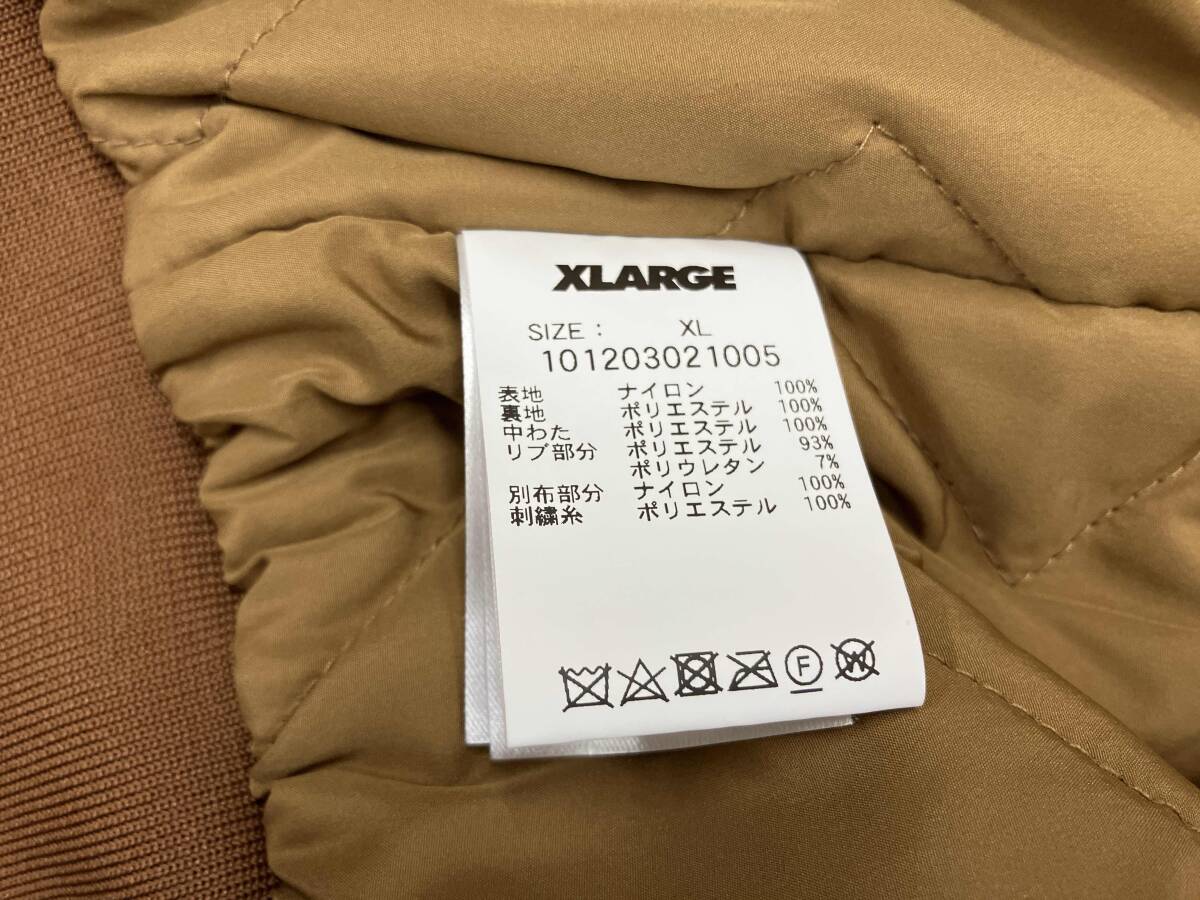 XLARGE
SIZE : XL
101203021005
表地 ナイロン 100%
裏地 ポリエステル 100%
中わた ポリエステル 100%
リブ部分 ポリエステル 93%
ポリウレタン 7%
別布部分 ナイロン 100%
刺繍糸 ポリエステル 100%
F W